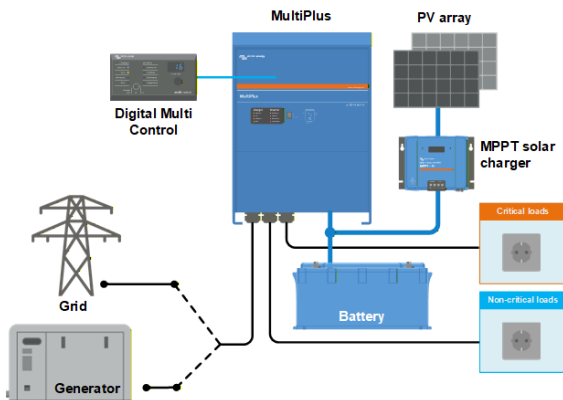 MultiPlus
PV array
Digital Multi
Control
MultiPlus
MPPT solar
charger
Critical loads
Grid
Battery
Non-critical loads
Generator